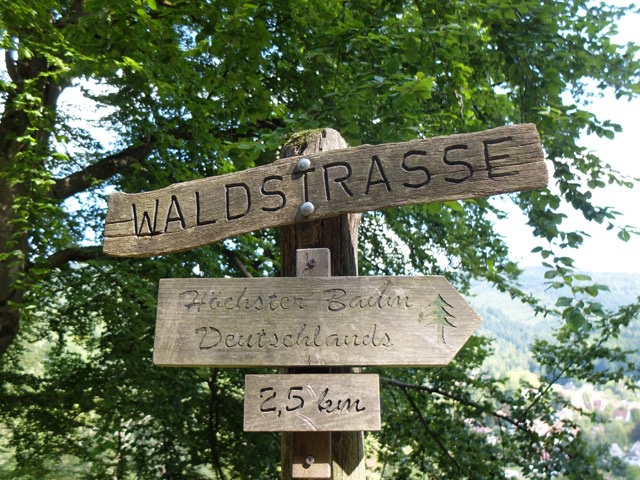 WALDSTRASSE
Höchster Baum
Deutschlands
2,5 km